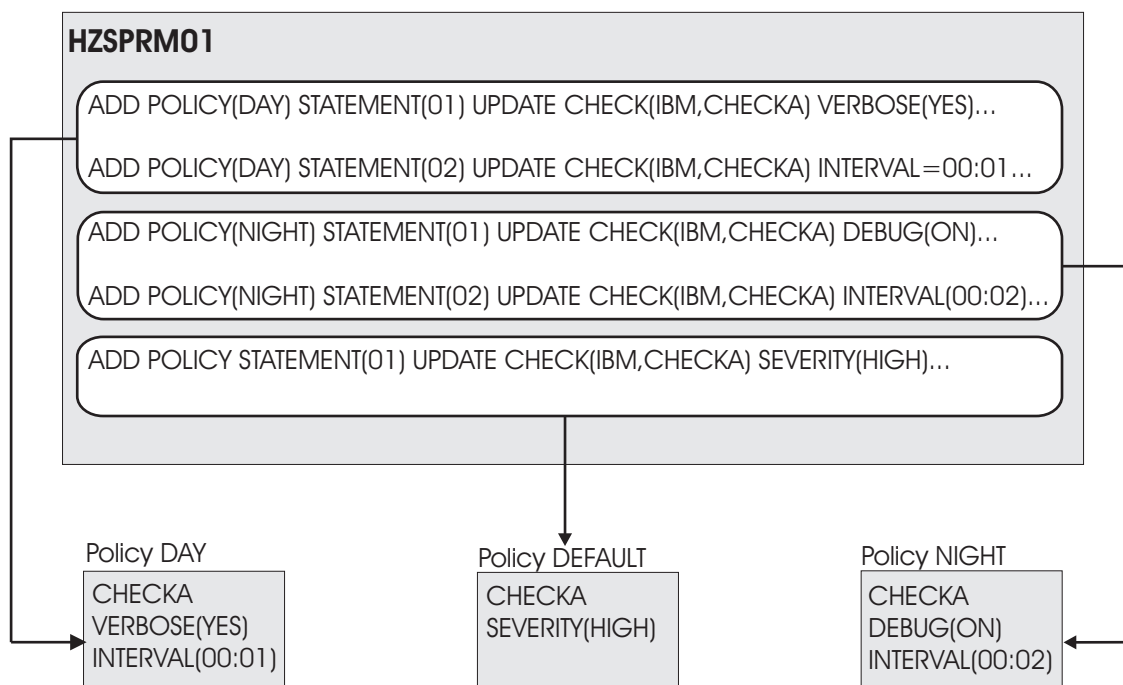 HZSPRM01
ADD POLICY(DAY) STATEMENT(01) UPDATE CHECK(IBM,CHECKA) VERBOSE(YES)...
ADD POLICY(DAY) STATEMENT(02) UPDATE CHECK(IBM,CHECKA) INTERVAL=00:01...
ADD POLICY(NIGHT) STATEMENT(01) UPDATE CHECK(IBM,CHECKA) DEBUG(ON)...
ADD POLICY(NIGHT) STATEMENT(02) UPDATE CHECK(IBM,CHECKA) INTERVAL(00:02)...
ADD POLICY STATEMENT(01) UPDATE CHECK(IBM,CHECKA) SEVERITY(HIGH)...
Policy DAY
CHECKA
VERBOSE(YES)
INTERVAL(00:01)
Policy DEFAULT
CHECKA
SEVERITY(HIGH)
Policy NIGHT
CHECKA
DEBUG(ON)
INTERVAL(00:02)